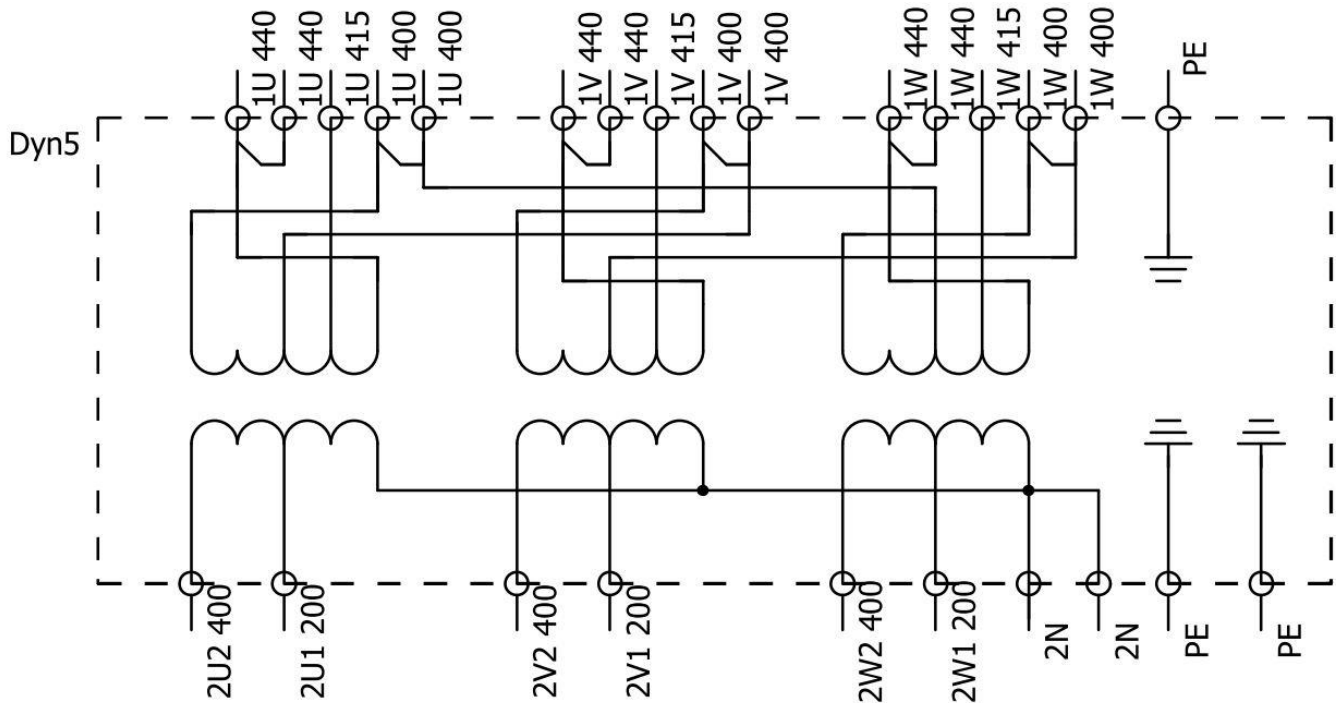 1U 440
1U 440
1U 415
1U 400
1U 400
1V 440
1V 440
1V 415
1V 400
1V 400
1W 440
1W 440
1W 415
1W 400
1W 400
PE
Dyn5
2U2 400
2U1 200
2V2 400
2V1 200
2W2 400
2W1 200
2N
2N
PE
PE